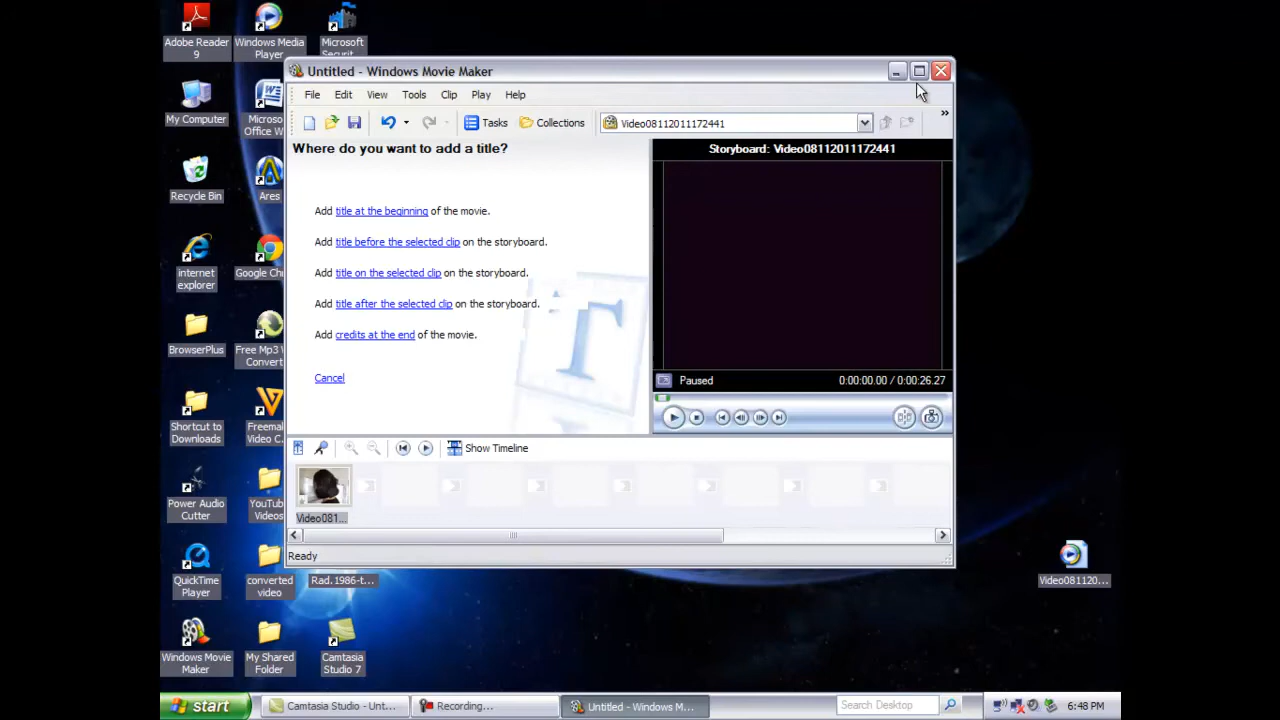 Adobe Reader
9
Windows Media
Player
Microsoft
Securit...
My Computer
Microso
Office W
Recycle Bin
Ares
internet
explorer
Google Chr
BrowserPlus
Free Mp3 W
Convert
Shortcut to
Downloads
Freemak
Video C...
Power Audio
Cutter
YouTub
Videos
QuickTime
Player
converted
video
Rad.1986-t...
Windows Movie
Maker
My Shared
Folder
Camtasia
Studio 7
Untitled - Windows Movie Maker
File Edit View Tools Clip Play Help
Tasks Collections Video08112011172441
Where do you want to add a title?
Add title at the beginning of the movie.
Add title before the selected clip on the storyboard.
Add title on the selected clip on the storyboard.
Add title after the selected clip on the storyboard.
Add credits at the end of the movie.
Cancel
T
Storyboard: Video08112011172441
Paused 0:00:00.00 / 0:00:26.27
Show Timeline
Video081...
Ready
Video081120...
start Camtasia Studio - Unt... Recording... Untitled - Windows M... Search Desktop 6:48 PM